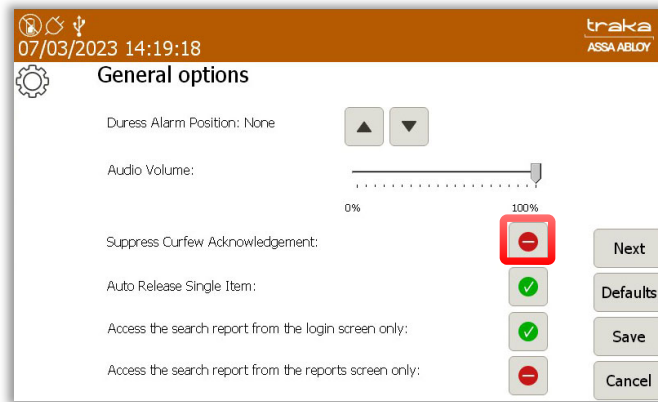 traka
07/03/2023 14:19:18
ASSA ABLOY
General options
Duress Alarm Position: None
Audio Volume:
0%
100%
Suppress Curfew Acknowledgement:
Next
Auto Release Single Item:
Defaults
Access the search report from the login screen only:
Save
Access the search report from the reports screen only:
Cancel